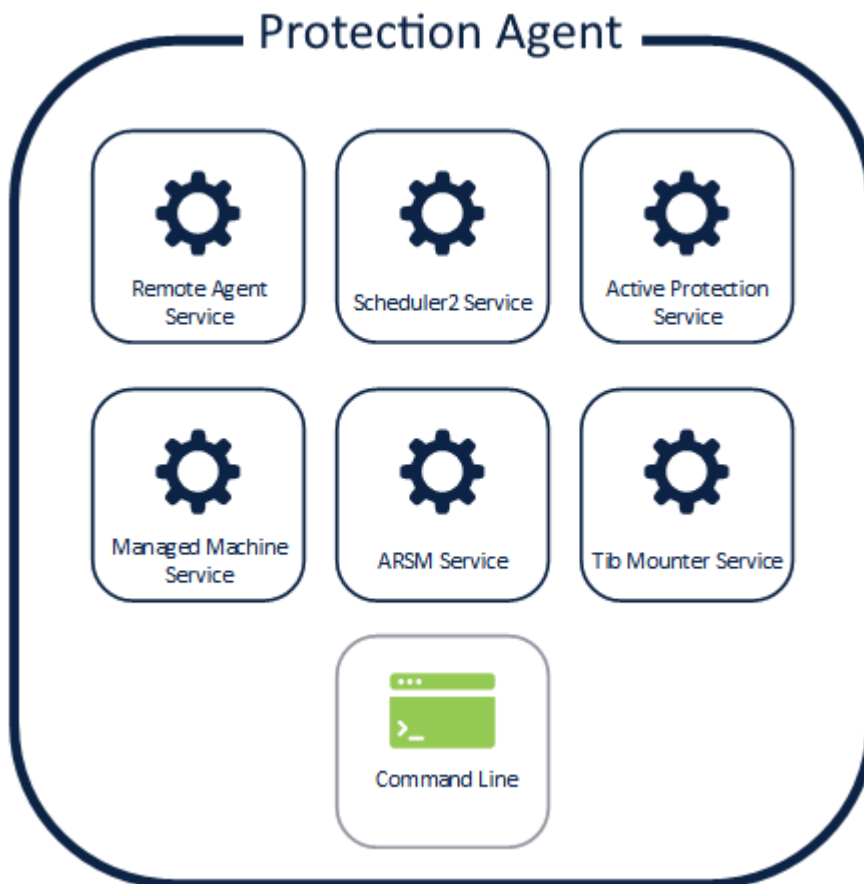 Protection Agent
Remote Agent
Service
Scheduler2 Service
Active Protection
Service
Managed Machine
Service
ARSM Service
Tib Mounter Service
>_
Command Line